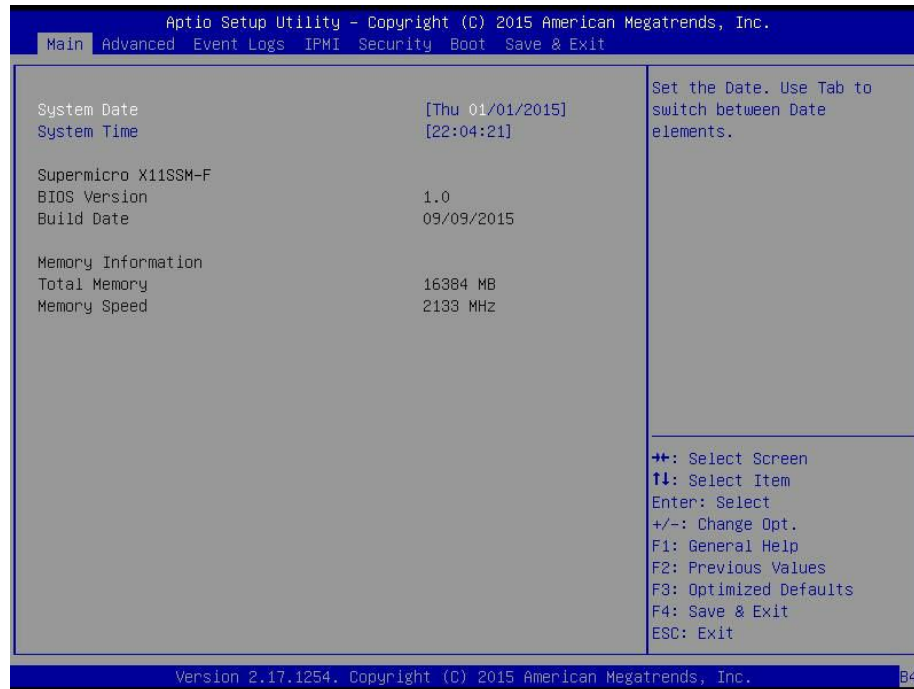 Aptio Setup Utility – Copyright (C) 2015 American Megatrends, Inc.
Main Advanced Event Logs IPMI Security Boot Save & Exit
System Date [Thu 01/01/2015]
System Time [22:04:21]
Supermicro X11SSM-F
BIOS Version 1.0
Build Date 09/09/2015
Memory Information
Total Memory 16384 MB
Memory Speed 2133 MHz
Set the Date. Use Tab to
switch between Date
elements.
→←: Select Screen
↑↓: Select Item
Enter: Select
+/-: Change Opt.
F1: General Help
F2: Previous Values
F3: Optimized Defaults
F4: Save & Exit
ESC: Exit
Version 2.17.1254. Copyright (C) 2015 American Megatrends, Inc.